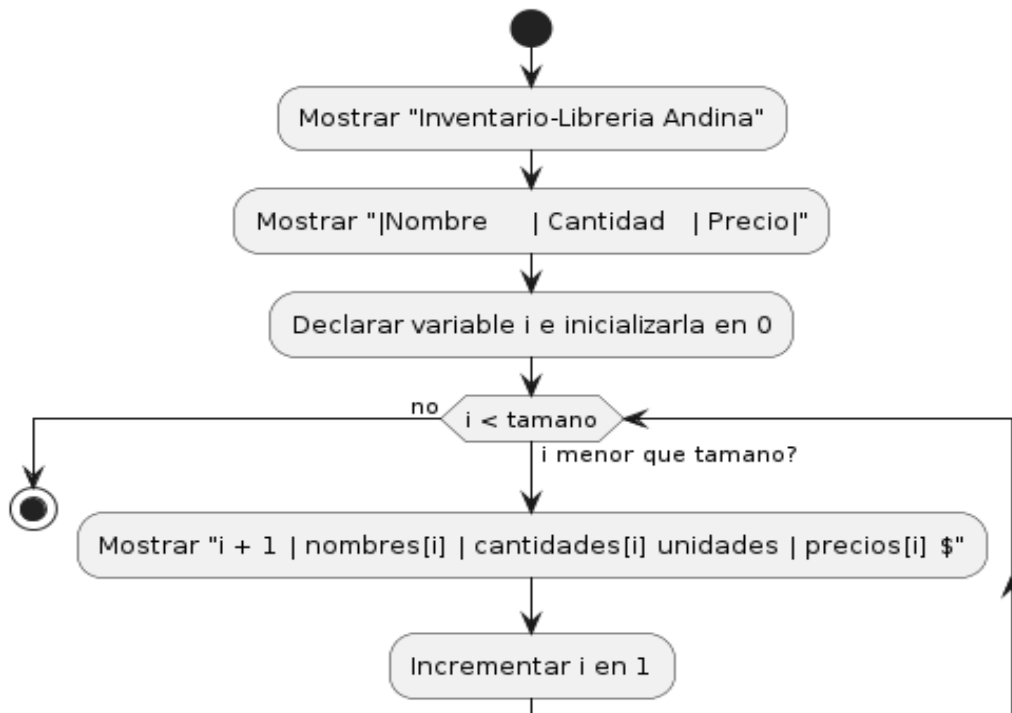 Mostrar "Inventario-Libreria Andina"
Mostrar "|Nombre     | Cantidad   | Precio|"
Declarar variable i e inicializarla en 0
no
i < tamano
i menor que tamano?
Mostrar "i + 1 | nombres[i] | cantidades[i] unidades | precios[i] $"
Incrementar i en 1